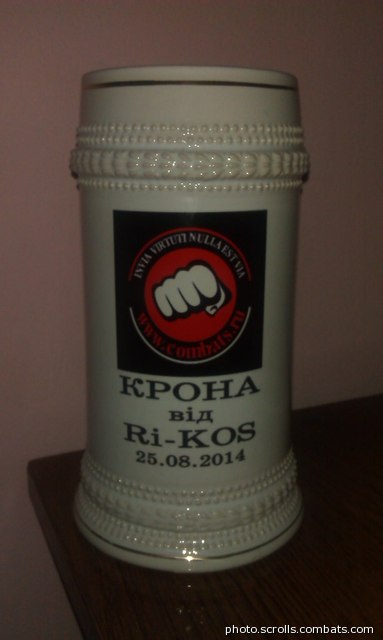 INVIA VIRTUTI NULLA EST VIA
www.combats.ru
КРОНА
від
Ri-KOS
25.08.2014
photo.scrolls.combats.com